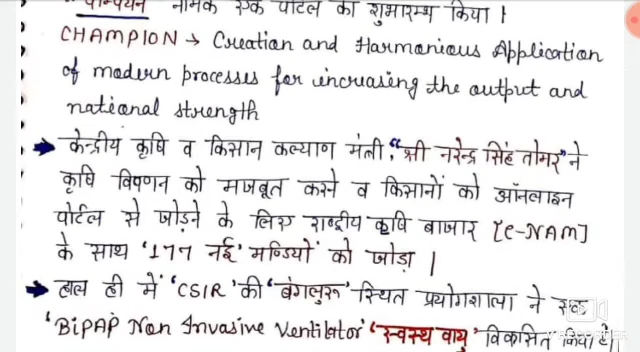 "चैम्पियन" नामक एक पोर्टल का शुभारम्भ किया।
CHAMPION → Creation and Harmonious Application
of modern processes for increasing the output and
national strength
→ केन्द्रीय कृषि व किसान कल्याण मंत्री, "श्री नरेन्द्र सिंह तोमर" ने
कृषि विपणन को मजबूत करने व किसानों को ऑनलाइन
पोर्टल से जोड़ने के लिए राष्ट्रीय कृषि बाजार [e-NAM]
के साथ '177 नई' मण्डियों को जोड़ा |
→ हाल ही में 'CSIR' की 'बंगलुरू' स्थित प्रयोगशाला ने एक
'BiPAP Non Invasive Ventilator' "स्वस्थ वायु" विकसित किया है।